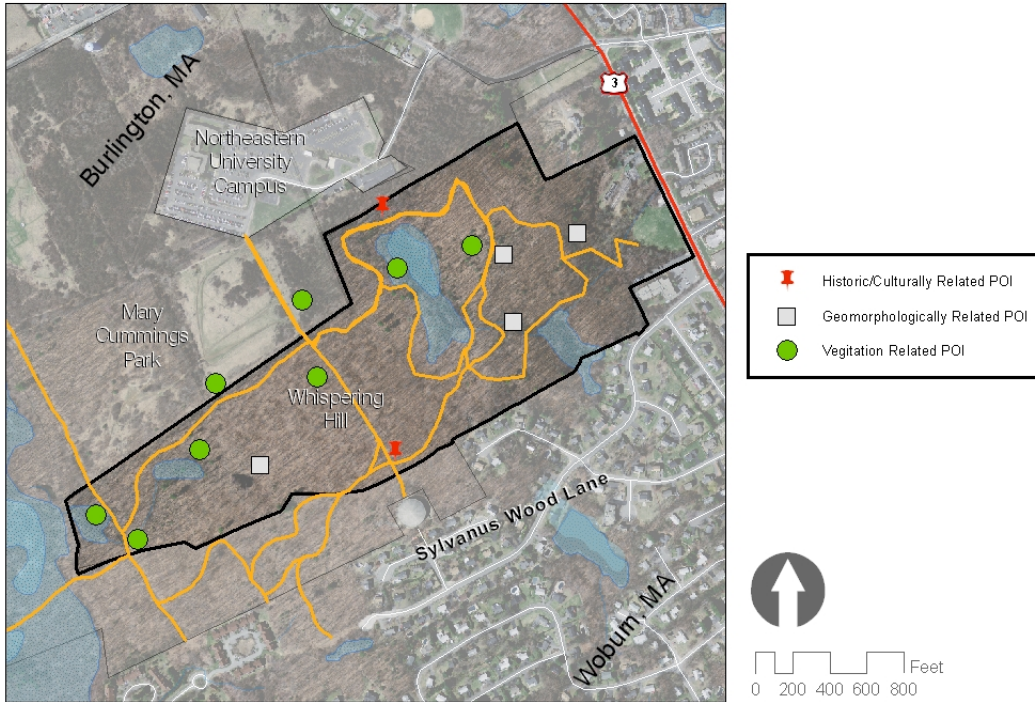 Burlington, MA
3
Northeastern
University
Campus
Mary
Cummings
Park
Whispering
Hill
Sylvanus Wood Lane
Woburn, MA
Historic/Culturally Related POI
Geomorphologically Related POI
Vegitation Related POI
Feet
0 200 400 600 800